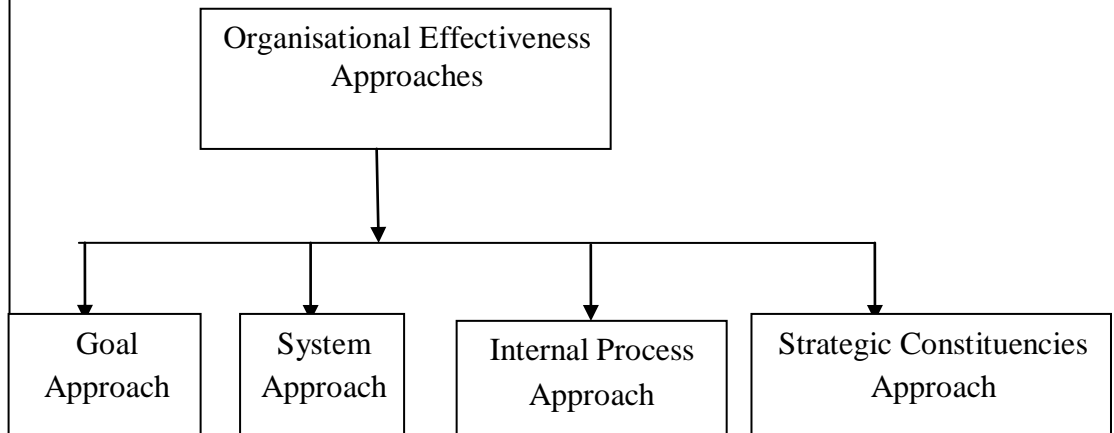 Organisational Effectiveness
Approaches
Goal
Approach
System
Approach
Internal Process
Approach
Strategic Constituencies
Approach